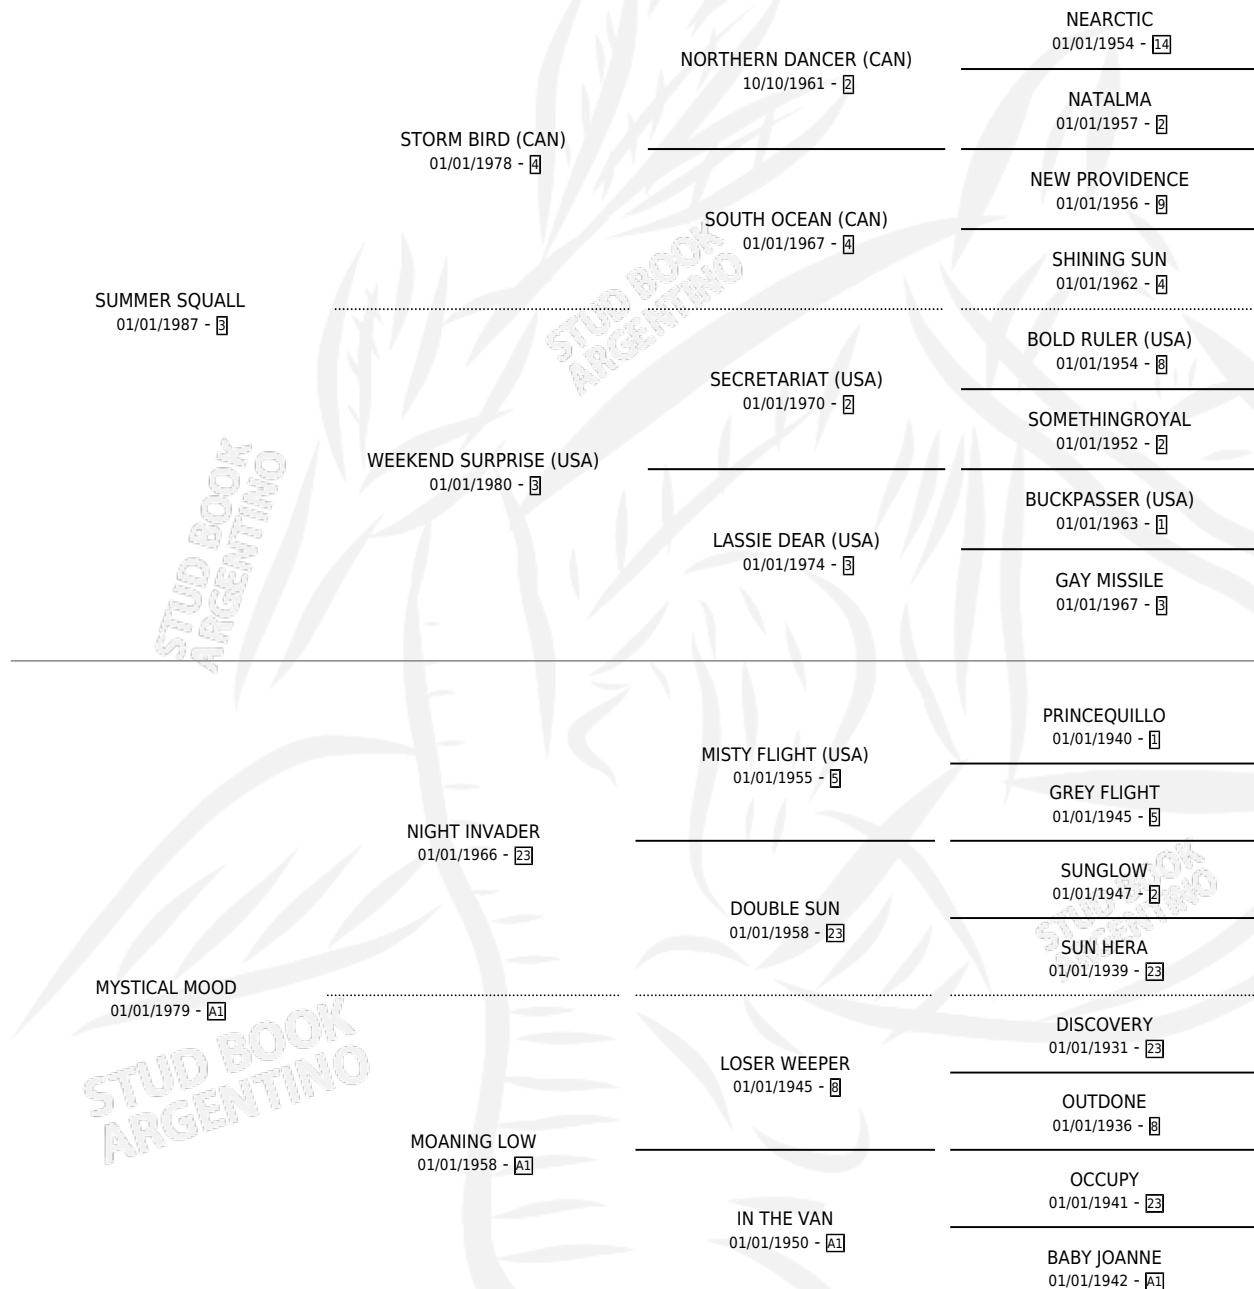 NEARCTIC
01/01/1954 - 14
NORTHERN DANCER (CAN)
10/10/1961 - 2
NATALMA
01/01/1957 - 2
STORM BIRD (CAN)
01/01/1978 - 4
NEW PROVIDENCE
01/01/1956 - 9
SOUTH OCEAN (CAN)
01/01/1967 - 4
SHINING SUN
01/01/1962 - 4
SUMMER SQUALL
01/01/1987 - 3
STUD BOOK
ARGENTINO
BOLD RULER (USA)
01/01/1954 - 8
SECRETARIAT (USA)
01/01/1970 - 2
SOMETHINGROYAL
01/01/1952 - 2
WEEKEND SURPRISE (USA)
01/01/1980 - 3
BUCKPASSER (USA)
01/01/1963 - 1
LASSIE DEAR (USA)
01/01/1974 - 3
GAY MISSILE
01/01/1967 - 3
STUD BOOK
ARGENTINO
PRINCEQUILLO
01/01/1940 - 1
MISTY FLIGHT (USA)
01/01/1955 - 5
GREY FLIGHT
01/01/1945 - 5
NIGHT INVADER
01/01/1966 - 23
SUNGLOW
01/01/1947 - 2
DOUBLE SUN
01/01/1958 - 23
SUN HERA
01/01/1939 - 23
STUD BOOK
ARGENTINO
MYSTICAL MOOD
01/01/1979 - A1
DISCOVERY
01/01/1931 - 23
LOSER WEEPER
01/01/1945 - 8
OUTDONE
01/01/1936 - 8
STUD BOOK
ARGENTINO
MOANING LOW
01/01/1958 - A1
OCCUPY
01/01/1941 - 23
IN THE VAN
01/01/1950 - A1
BABY JOANNE
01/01/1942 - A1